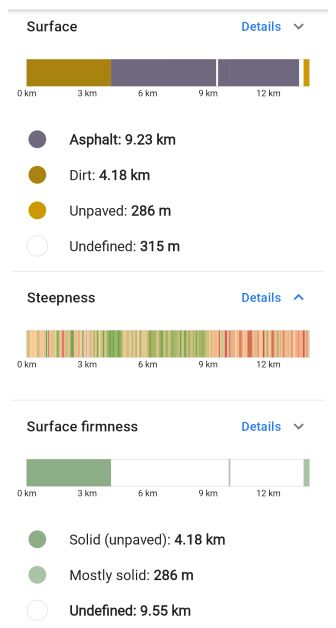 Surface Details
0 km 3 km 6 km 9 km 12 km
Asphalt: 9.23 km
Dirt: 4.18 km
Unpaved: 286 m
Undefined: 315 m
Steepness Details
0 km 3 km 6 km 9 km 12 km
Surface firmness Details
0 km 3 km 6 km 9 km 12 km
Solid (unpaved): 4.18 km
Mostly solid: 286 m
Undefined: 9.55 km